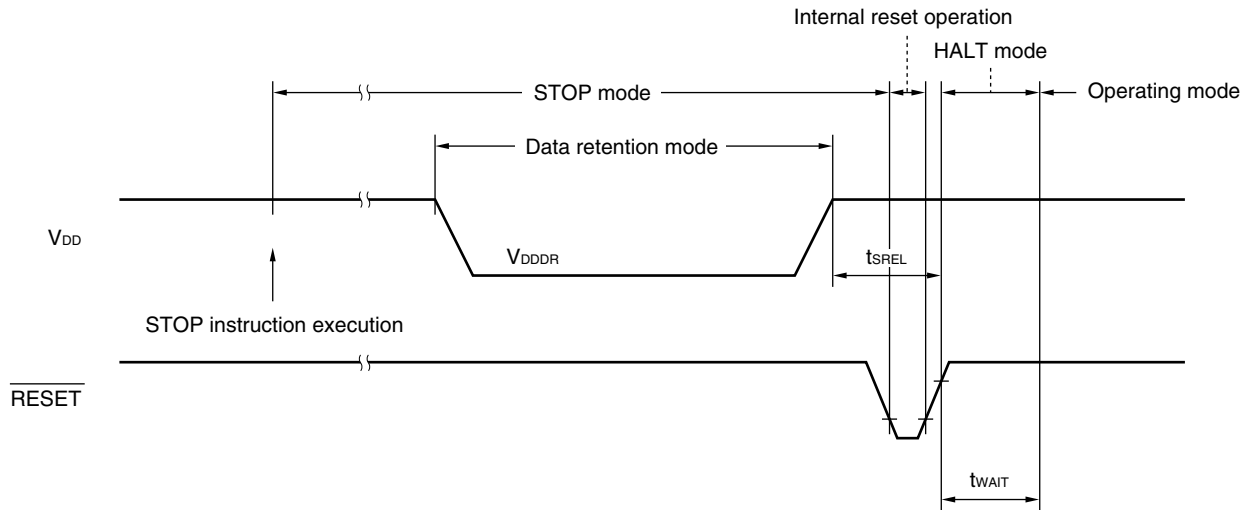 Internal reset operation
HALT mode
STOP mode
Operating mode
Data retention mode
VDD
VDDDR
tSREL
STOP instruction execution
RESET
tWAIT